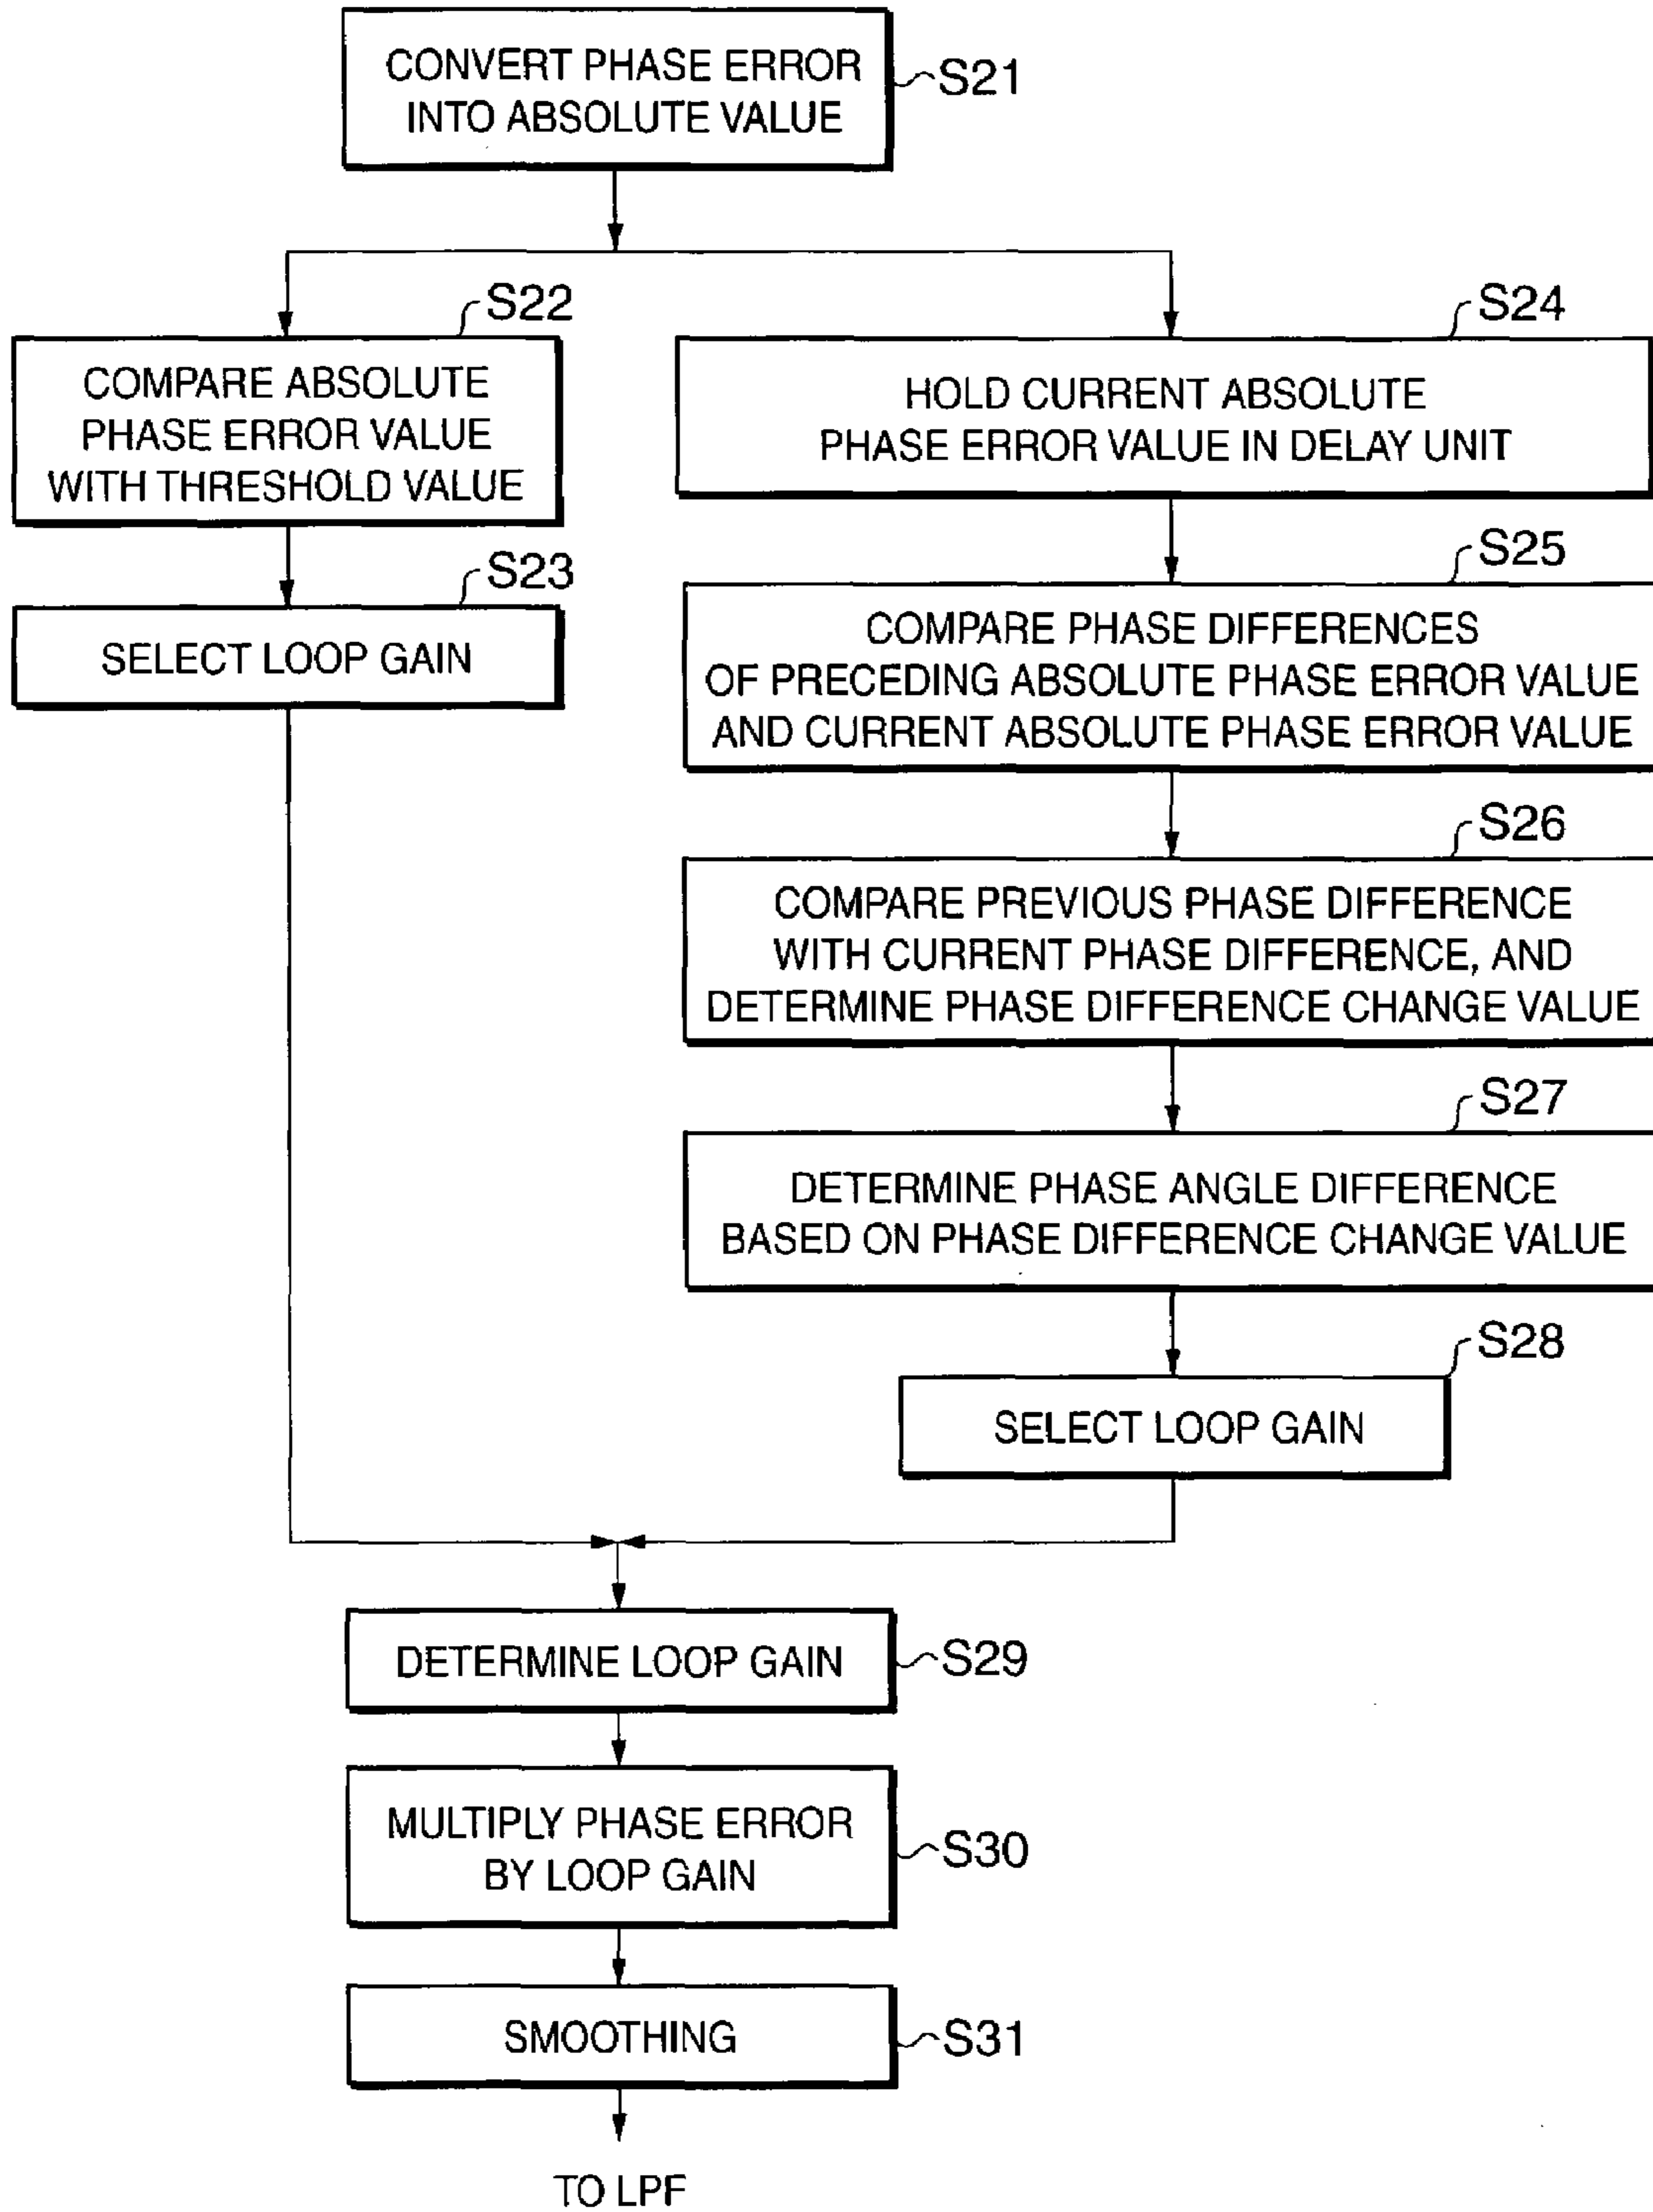 CONVERT PHASE ERROR
INTO ABSOLUTE VALUE
S21
S22
COMPARE ABSOLUTE
PHASE ERROR VALUE
WITH THRESHOLD VALUE
S23
SELECT LOOP GAIN
S24
HOLD CURRENT ABSOLUTE
PHASE ERROR VALUE IN DELAY UNIT
S25
COMPARE PHASE DIFFERENCES
OF PRECEDING ABSOLUTE PHASE ERROR VALUE
AND CURRENT ABSOLUTE PHASE ERROR VALUE
S26
COMPARE PREVIOUS PHASE DIFFERENCE
WITH CURRENT PHASE DIFFERENCE, AND
DETERMINE PHASE DIFFERENCE CHANGE VALUE
S27
DETERMINE PHASE ANGLE DIFFERENCE
BASED ON PHASE DIFFERENCE CHANGE VALUE
S28
SELECT LOOP GAIN
DETERMINE LOOP GAIN
S29
MULTIPLY PHASE ERROR
BY LOOP GAIN
S30
SMOOTHING
S31
TO LPF